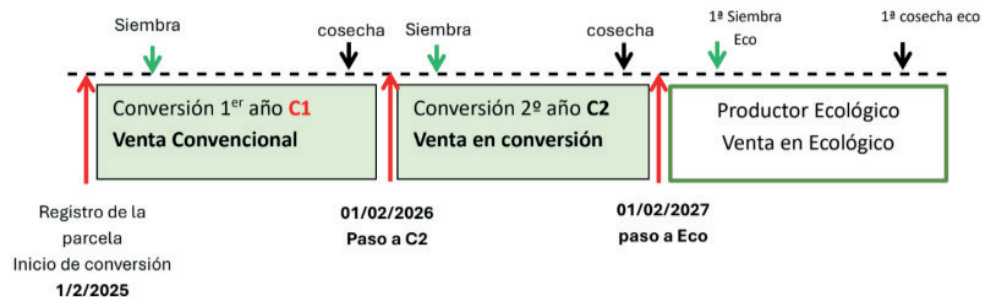 Siembra
cosecha
Siembra
cosecha
1ª Siembra
Eco
1ª cosecha eco
Conversión 1er año C1
Venta Convencional
Conversión 2º año C2
Venta en conversión
Productor Ecológico
Venta en Ecológico
Registro de la
parcela
Inicio de conversión
1/2/2025
01/02/2026
Paso a C2
01/02/2027
paso a Eco